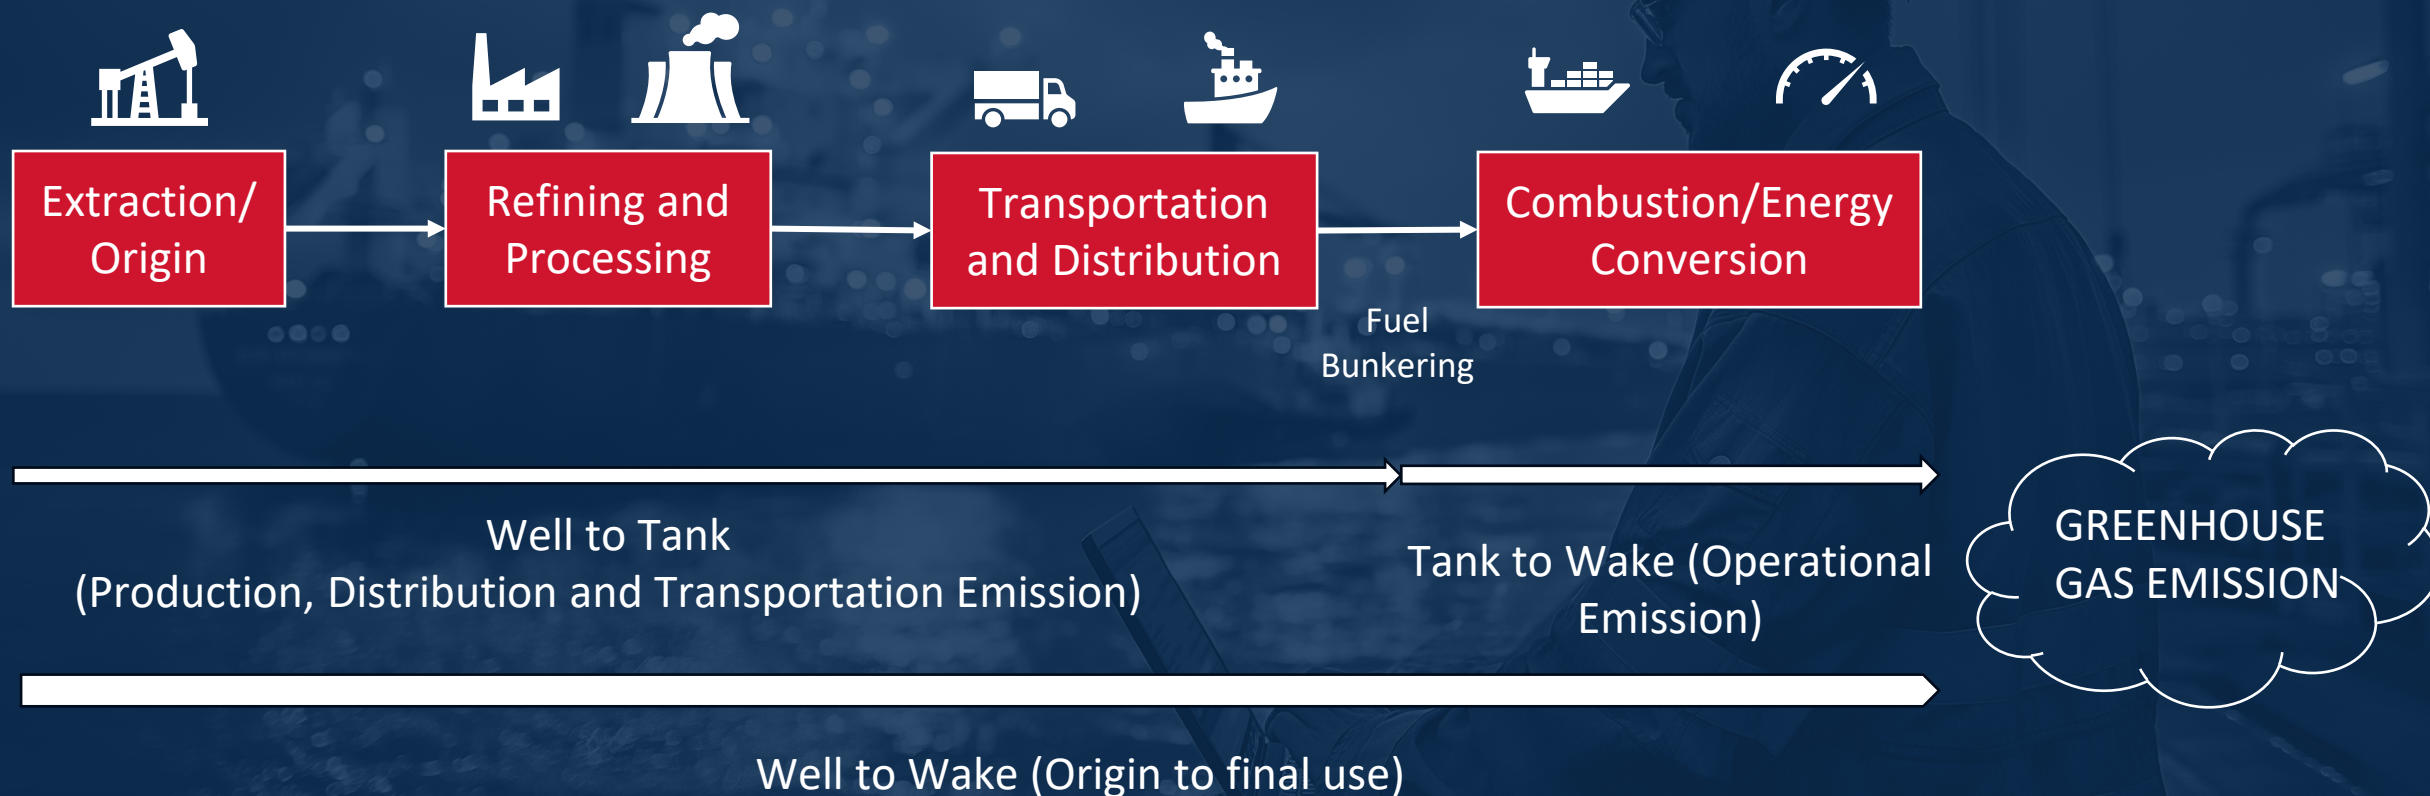 Extraction/
Origin
Refining and
Processing
Transportation
and Distribution
Combustion/Energy
Conversion
Fuel
Bunkering
Well to Tank
(Production, Distribution and Transportation Emission)
Tank to Wake (Operational
Emission)
GREENHOUSE
GAS EMISSION
Well to Wake (Origin to final use)